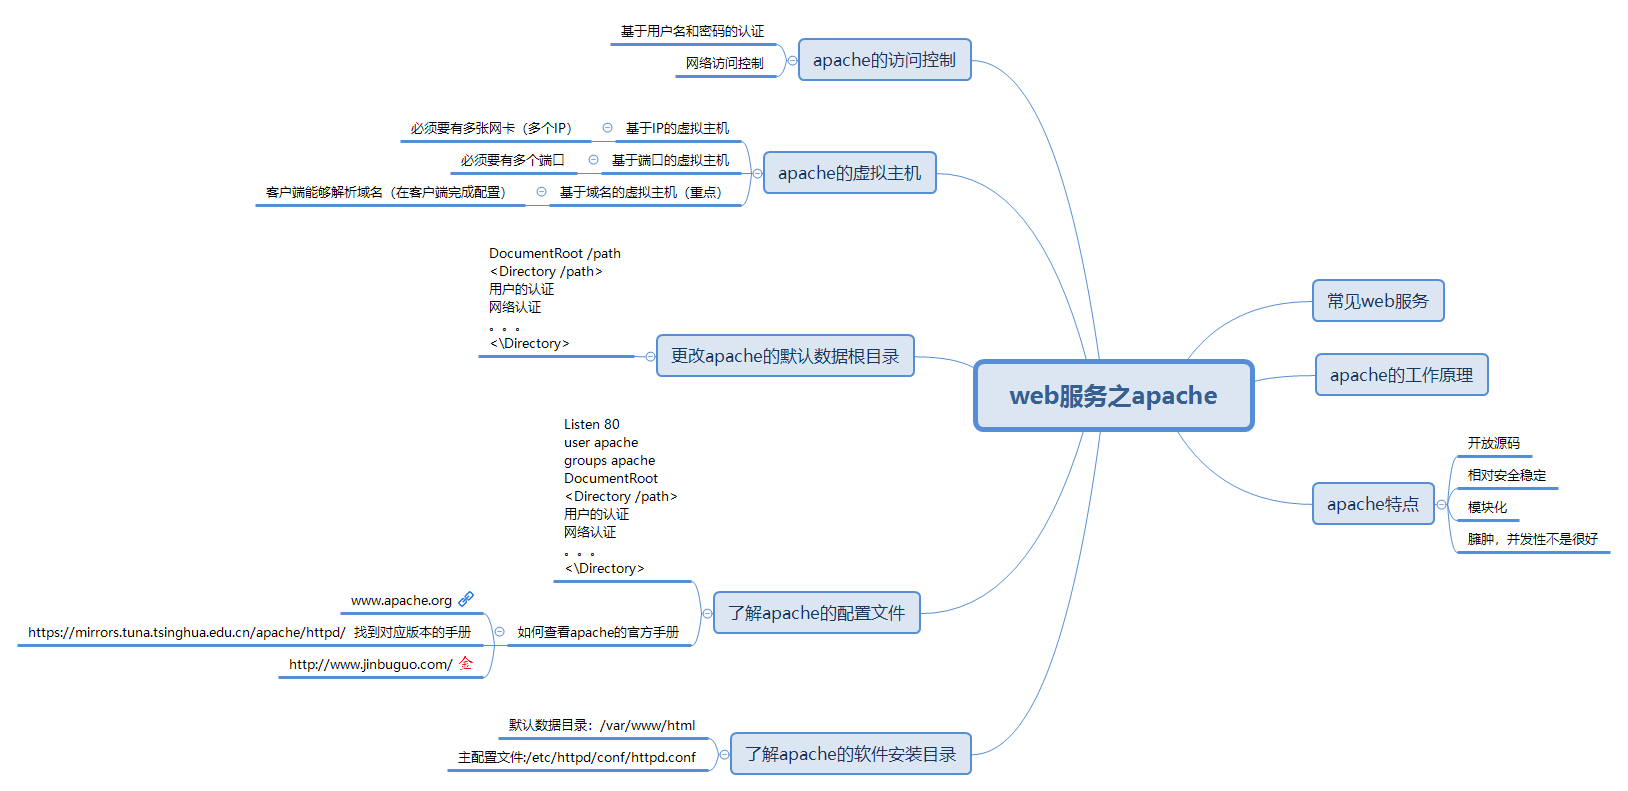 web服务之apache
常见web服务
apache的工作原理
apache特点
开放源码
相对安全稳定
模块化
臃肿，并发性不是很好
apache的访问控制
基于用户名和密码的认证
网络访问控制
apache的虚拟主机
基于IP的虚拟主机
必须要有多张网卡（多个IP）
基于端口的虚拟主机
必须要有多个端口
基于域名的虚拟主机（重点）
客户端能够解析域名（在客户端完成配置）
更改apache的默认数据根目录
DocumentRoot /path
<Directory /path>
用户的认证
网络认证
。。。
<\Directory>
了解apache的配置文件
Listen 80
user apache
groups apache
DocumentRoot
<Directory /path>
用户的认证
网络认证
。。。
<\Directory>
如何查看apache的官方手册
www.apache.org
https://mirrors.tuna.tsinghua.edu.cn/apache/httpd/ 找到对应版本的手册
http://www.jinbuguo.com/ 金
了解apache的软件安装目录
默认数据目录：/var/www/html
主配置文件:/etc/httpd/conf/httpd.conf